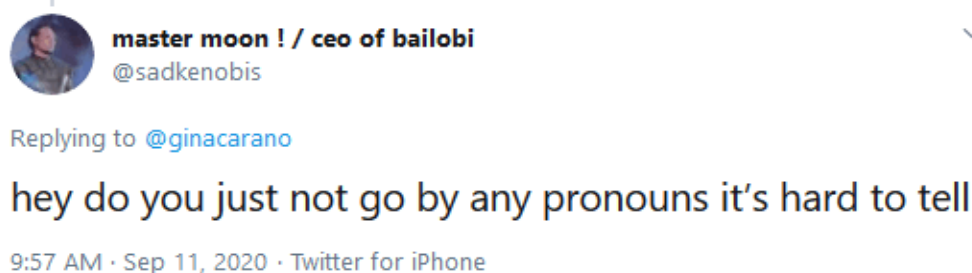 master moon ! / ceo of bailobi
@sadkenobis
Replying to @ginacarano
hey do you just not go by any pronouns it’s hard to tell
9:57 AM · Sep 11, 2020 · Twitter for iPhone